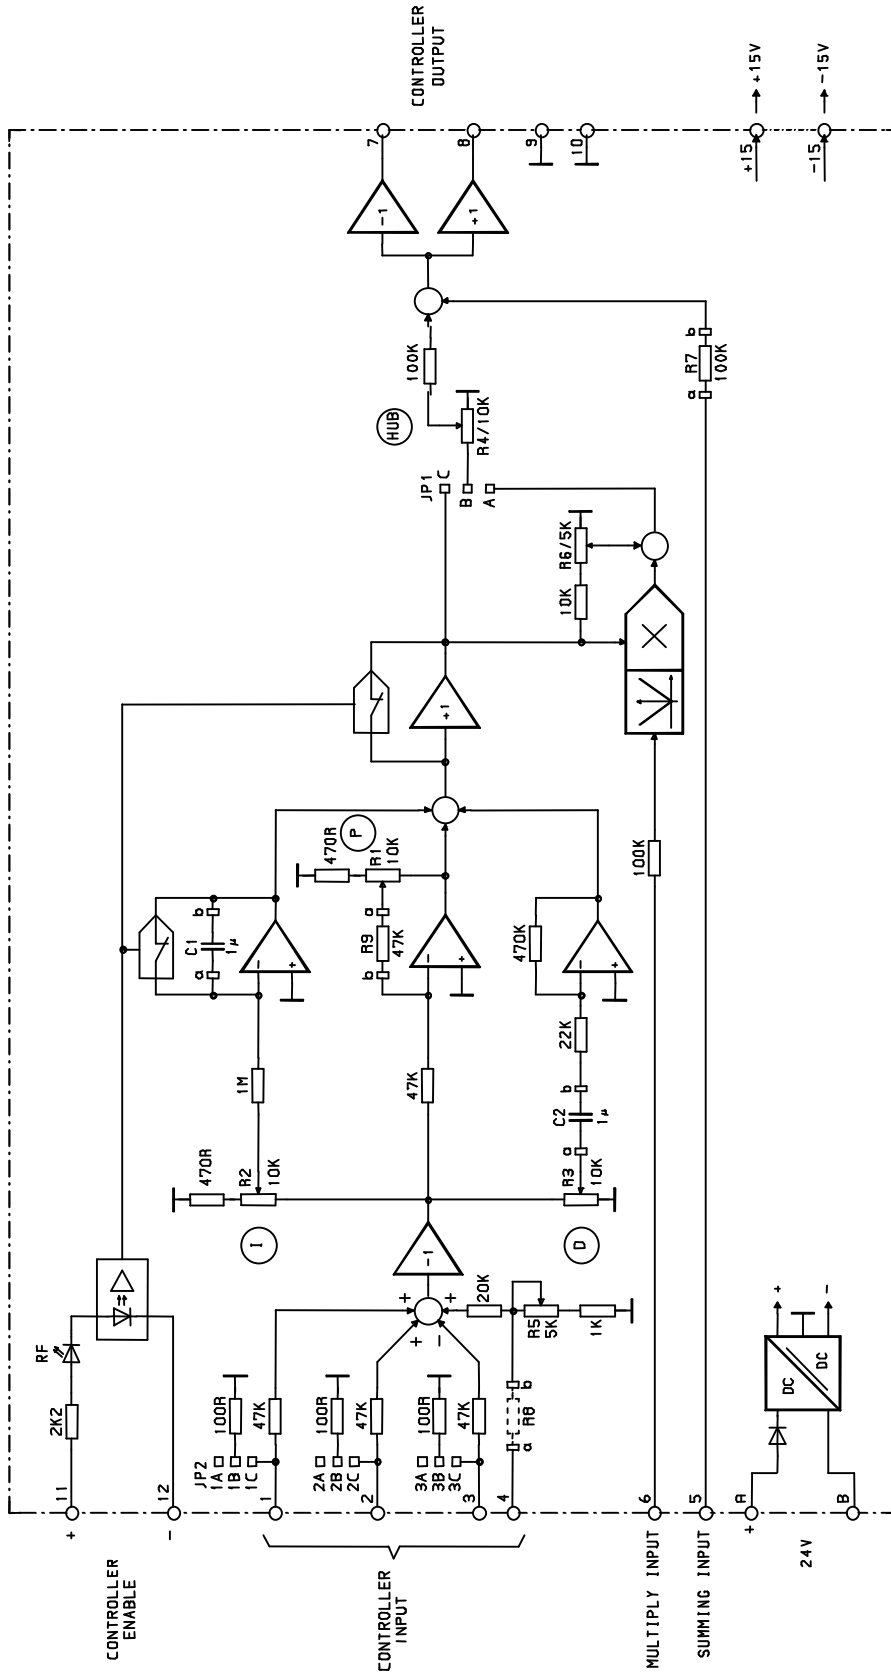 CONTROLLER
ENABLE
+
11
2K2
RF
12
-
CONTROLLER
INPUT
JP2
1A
1B
1C
100R
47K
1
2A
2B
2C
100R
47K
2
3A
3B
3C
100R
47K
3
4
a
R8
b
+
+
-
+
20K
R5
5K
1K
-1
470R
I
R2
10K
1M
a
C1
1µ
b
-
+
47K
b
R9
47K
a
470R
P
R1
10K
-
+
D
R3
10K
a
C2
1µ
b
22K
470K
-
+
+1
MULTIPLY INPUT
6
100K
X
10K
R6/5K
JP1
C
B
A
HUB
R4/10K
100K
SUMMING INPUT
5
a
R7
100K
b
-1
+1
7
8
9
10
CONTROLLER
OUTPUT
24V
+
A
B
DC
DC
+
-
+15
+15V
-15
-15V